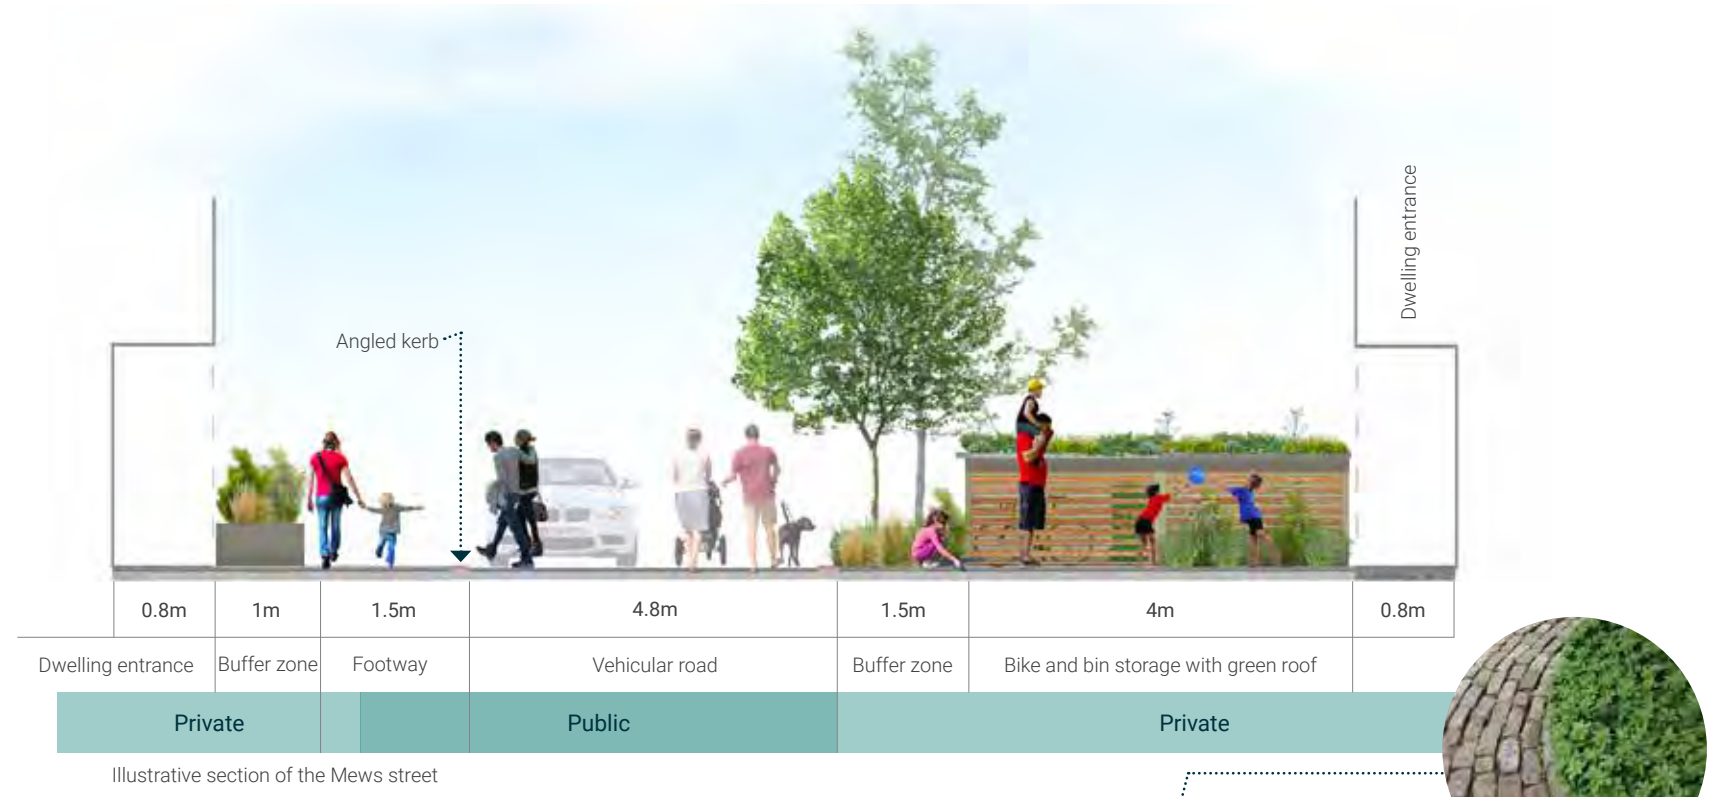 Dwelling entrance
Angled kerb
0.8m 1m 1.5m 4.8m 1.5m 4m 0.8m
Dwelling entrance Buffer zone Footway Vehicular road Buffer zone Bike and bin storage with green roof
Private Public Private
Illustrative section of the Mews street